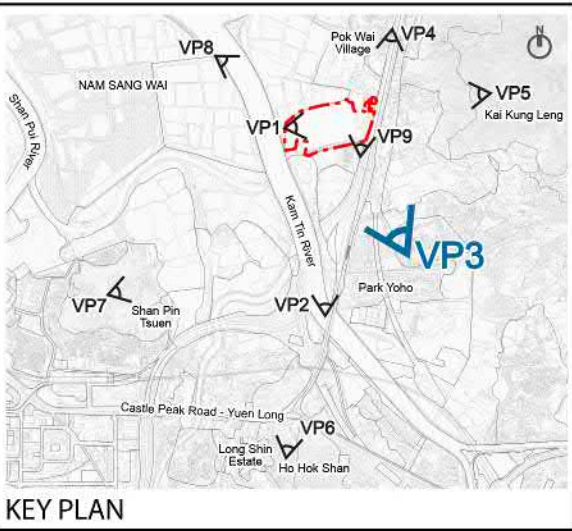 N
Pok Wai
Village
VP4
VP8
NAM SANG WAI
VP5
Kai Kung Leng
Shan Pui River
VP1
VP9
Kam Tin River
VP3
Park Yoho
VP7
Shan Pin
Tsuen
VP2
Castle Peak Road - Yuen Long
VP6
Long Shin
Estate
Ho Hok Shan
KEY PLAN